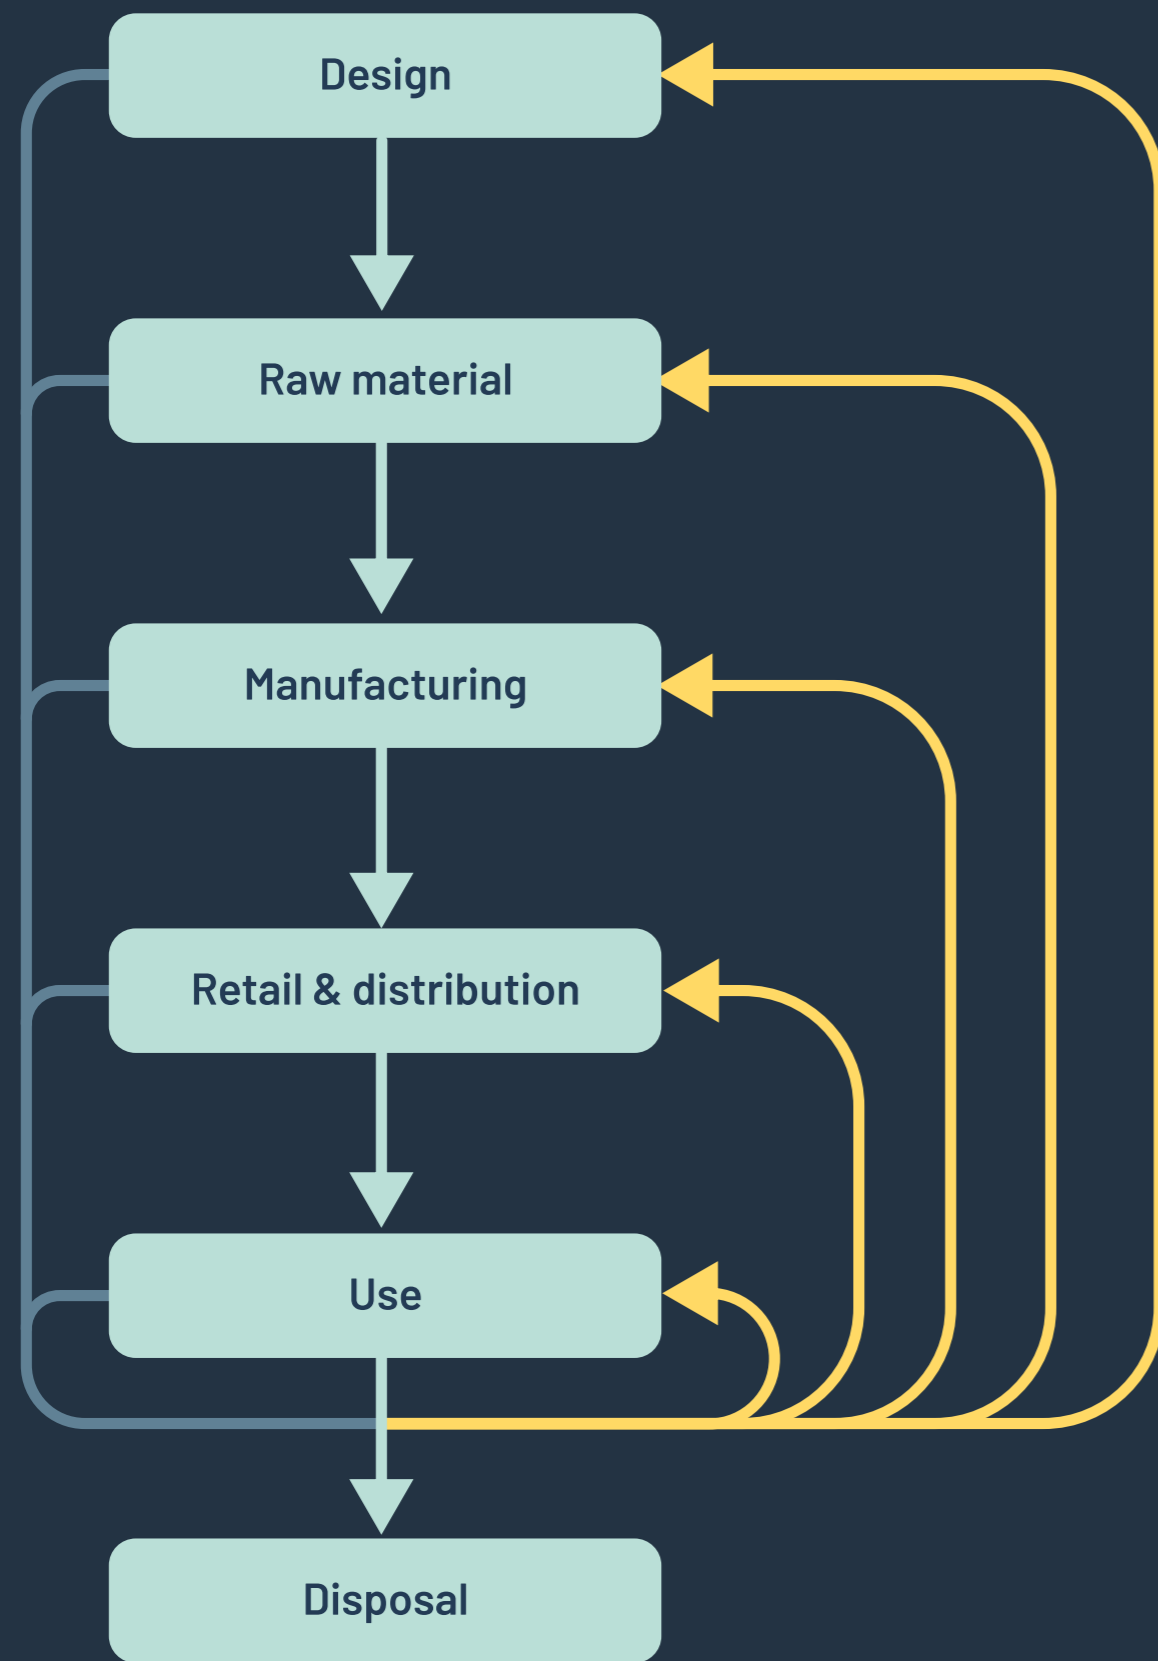 Design
Raw material
Manufacturing
Retail & distribution
Use
Disposal